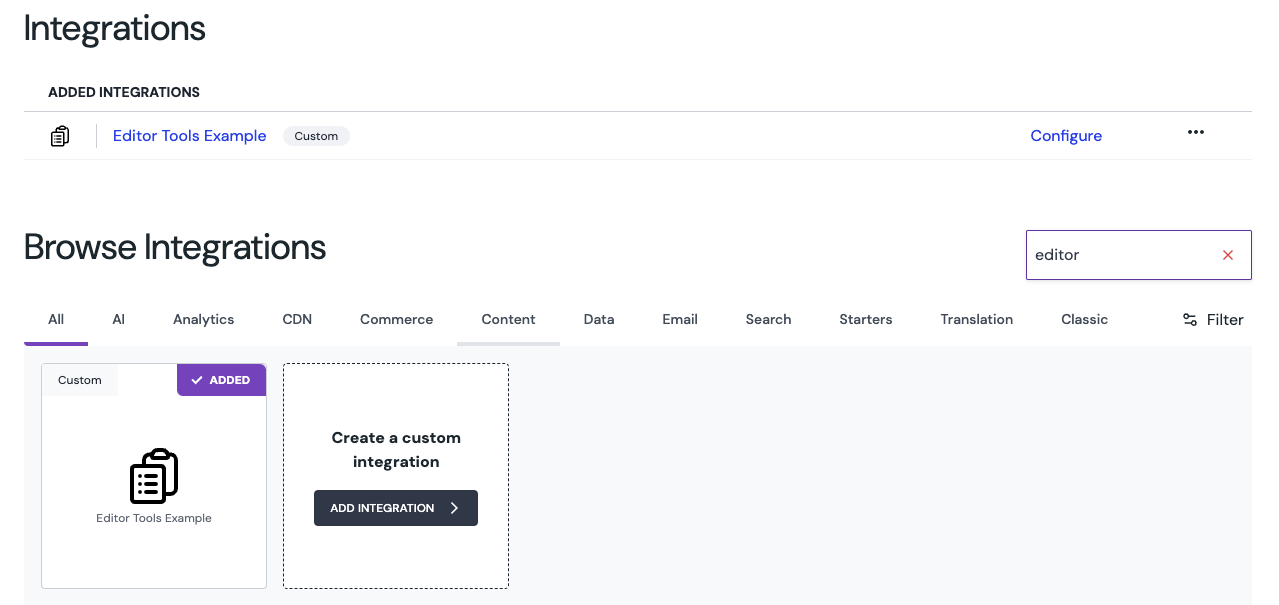 Integrations
ADDED INTEGRATIONS
Editor Tools Example Custom Configure
Browse Integrations editor
All AI Analytics CDN Commerce Content Data Email Search Starters Translation Classic Filter
Custom ADDED
Editor Tools Example
Create a custom
integration
ADD INTEGRATION